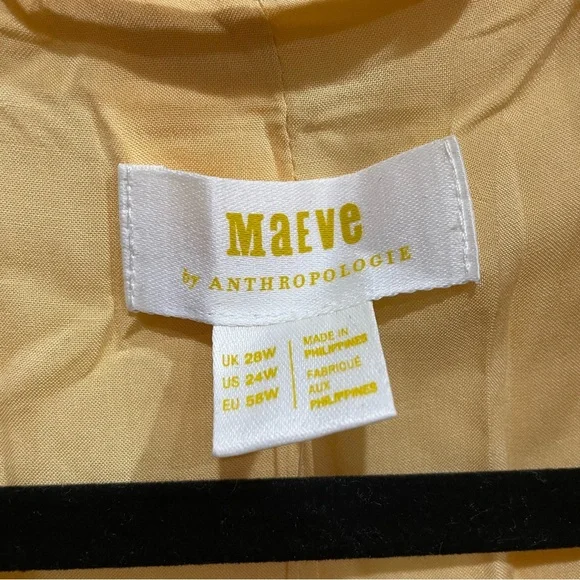 Maeve
by ANTHROPOLOGIE
UK 28W
US 24W
EU 56W
MADE IN
PHILIPPINES
FABRIQUÉ
AUX
PHILIPPINES